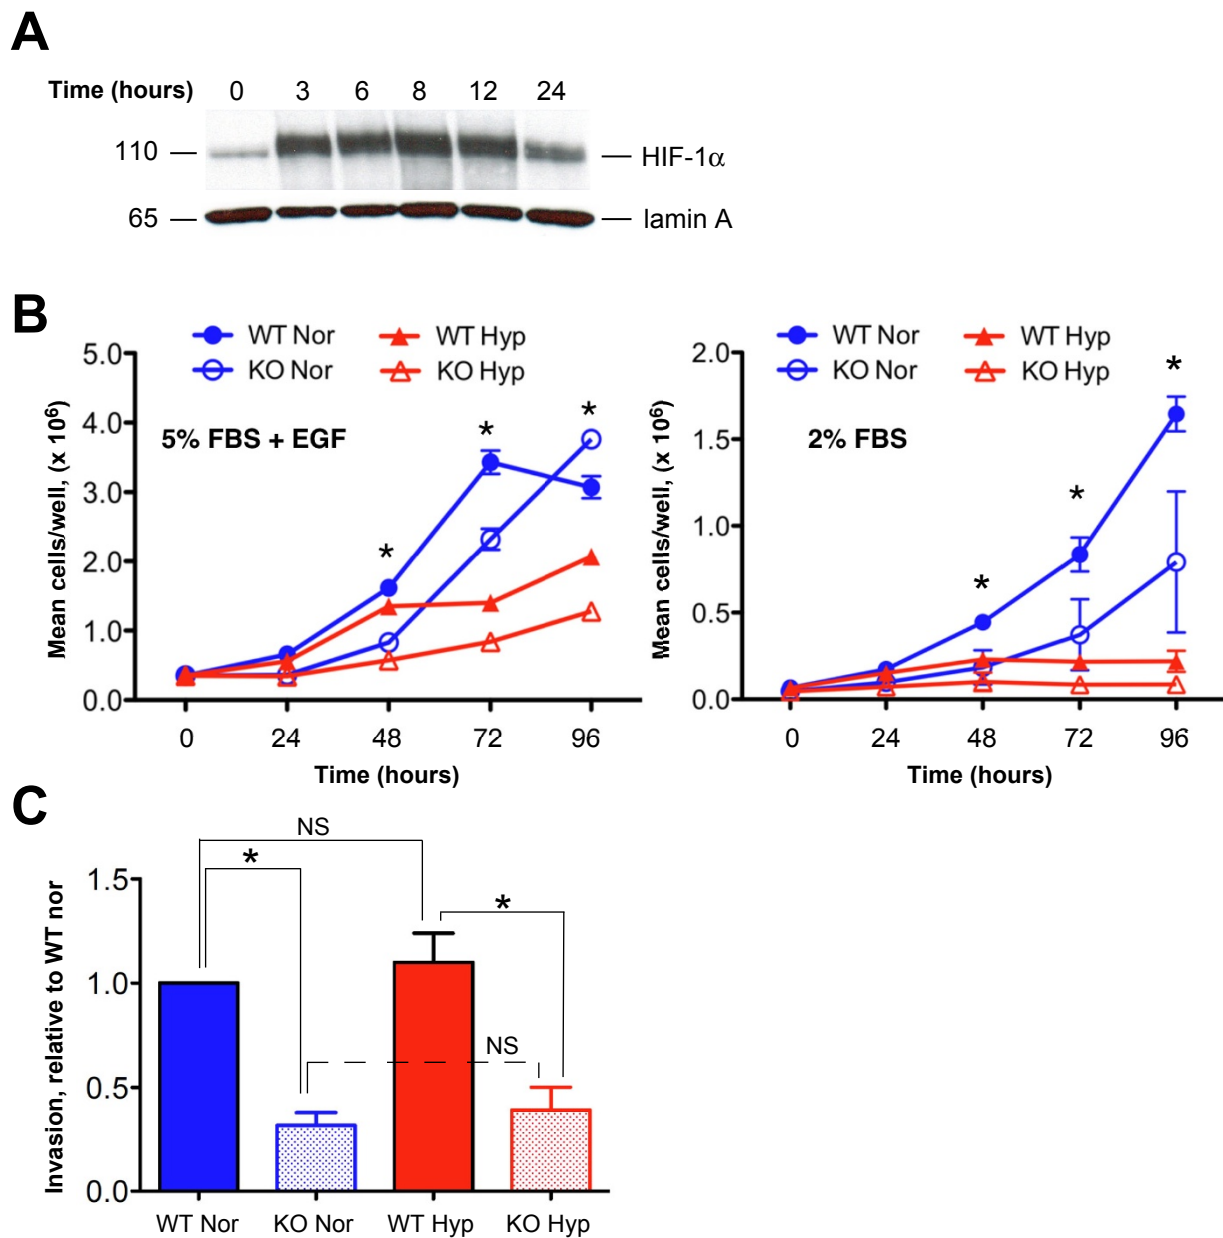 A
Time (hours) 0 3 6 8 12 24
110 HIF-1α
65 lamin A
B
WT Nor WT Hyp
KO Nor KO Hyp
5% FBS + EGF
Mean cells/well, (x 10⁶)
5.0
4.0
3.0
2.0
1.0
0.0
* * *
0 24 48 72 96
Time (hours)
WT Nor WT Hyp
KO Nor KO Hyp
2% FBS
Mean cells/well, (x 10⁶)
2.0
1.5
1.0
0.5
0.0
* * *
0 24 48 72 96
Time (hours)
C
NS
*
*
NS
Invasion, relative to WT nor
1.5
1.0
0.5
0.0
WT Nor KO Nor WT Hyp KO Hyp